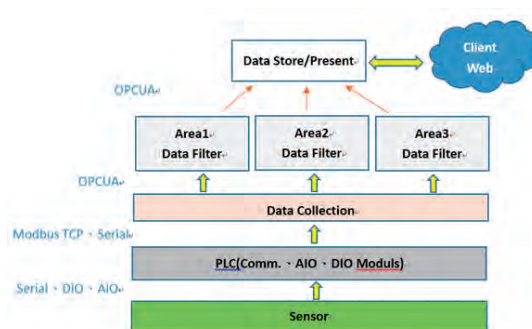 Client
Web
Data Store/Present
OPCUA
Area1
Data Filter
Area2
Data Filter
Area3
Data Filter
OPCUA
Data Collection
Modbus TCP、Serial
PLC(Comm.、AIO、DIO Moduls)
Serial、DIO、AIO
Sensor